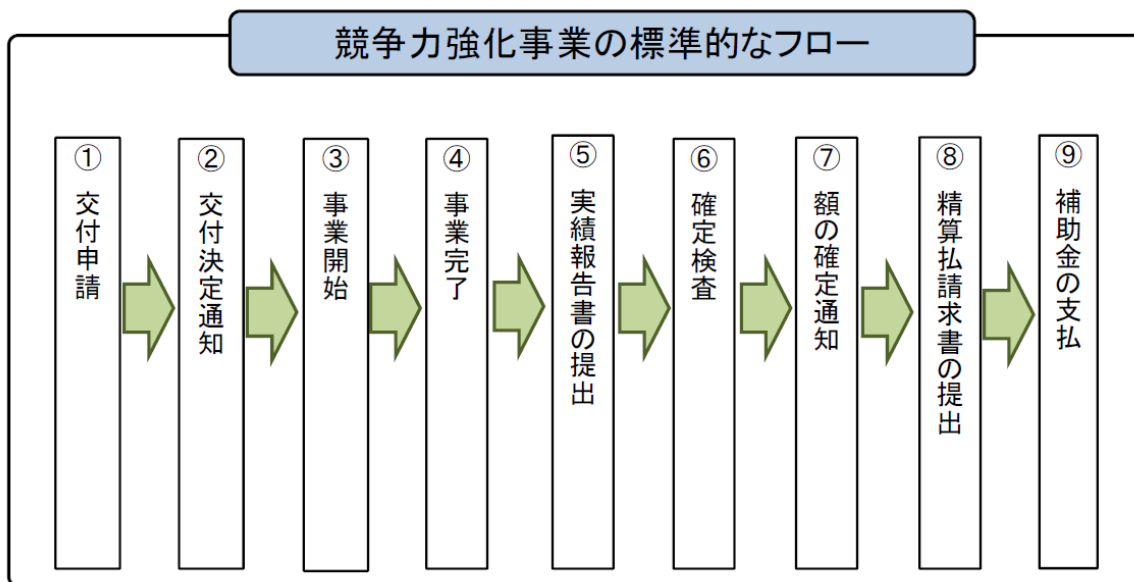 競争力強化事業の標準的なフロー
①交付申請
②交付決定通知
③事業開始
④事業完了
⑤実績報告書の提出
⑥確定検査
⑦額の確定通知
⑧精算払請求書の提出
⑨補助金の支払